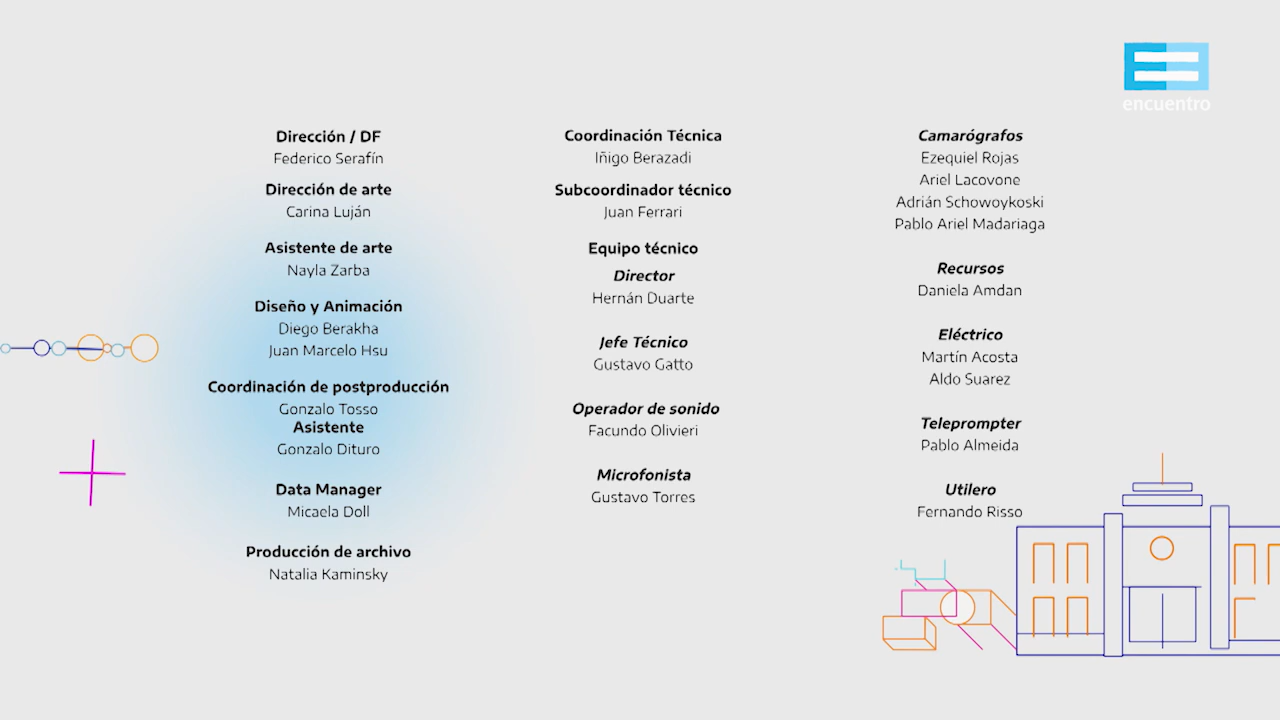 encuentro
Dirección / DF
Federico Serafín
Dirección de arte
Carina Luján
Asistente de arte
Nayla Zarba
Diseño y Animación
Diego Berakha
Juan Marcelo Hsu
Coordinación de postproducción
Gonzalo Tosso
Asistente
Gonzalo Dituro
Data Manager
Micaela Doll
Producción de archivo
Natalia Kaminsky
Coordinación Técnica
Iñigo Berazadi
Subcoordinador técnico
Juan Ferrari
Equipo técnico
Director
Hernán Duarte
Jefe Técnico
Gustavo Gatto
Operador de sonido
Facundo Olivieri
Microfonista
Gustavo Torres
Camarógrafos
Ezequiel Rojas
Ariel Lacovone
Adrián Schowoykoski
Pablo Ariel Madariaga
Recursos
Daniela Amdan
Eléctrico
Martín Acosta
Aldo Suarez
Teleprompter
Pablo Almeida
Utilero
Fernando Risso